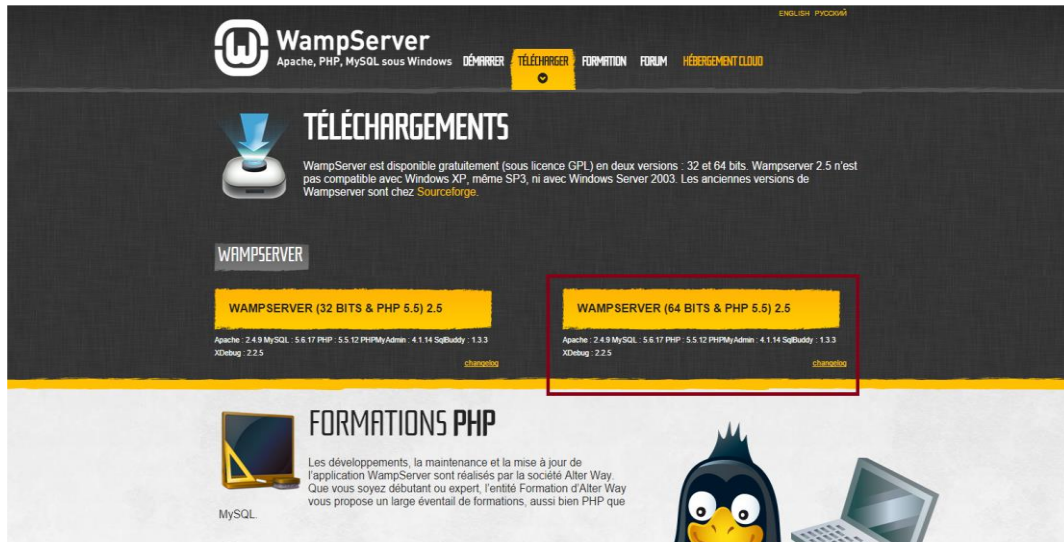 ENGLISH РУССКИЙ
WampServer
Apache, PHP, MySQL sous Windows
DÉMARRER TÉLÉCHARGER FORMATION FORUM HÉBERGEMENT CLOUD
TÉLÉCHARGEMENTS
WampServer est disponible gratuitement (sous licence GPL) en deux versions : 32 et 64 bits. Wampserver 2.5 n'est
pas compatible avec Windows XP, même SP3, ni avec Windows Server 2003. Les anciennes versions de
Wampserver sont chez Sourceforge.
WAMPSERVER
WAMPSERVER (32 BITS & PHP 5.5) 2.5
Apache : 2.4.9 MySQL : 5.6.17 PHP : 5.5.12 PHPMyAdmin : 4.1.14 SqlBuddy : 1.3.3
XDebug : 2.2.5
changelog
WAMPSERVER (64 BITS & PHP 5.5) 2.5
Apache : 2.4.9 MySQL : 5.6.17 PHP : 5.5.12 PHPMyAdmin : 4.1.14 SqlBuddy : 1.3.3
XDebug : 2.2.5
changelog
FORMATIONS PHP
Les développements, la maintenance et la mise à jour de
l'application WampServer sont réalisés par la société Alter Way.
Que vous soyez débutant ou expert, l'entité Formation d'Alter Way
vous propose un large éventail de formations, aussi bien PHP que
MySQL.